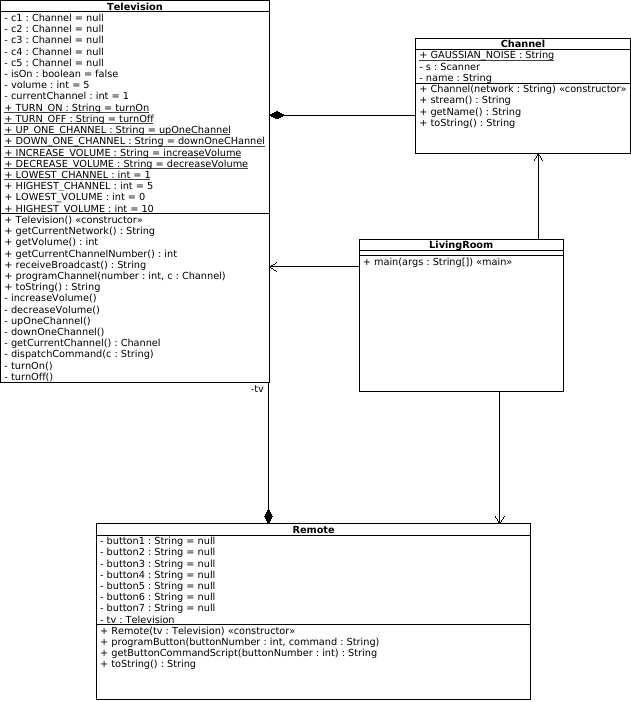 Television
- c1 : Channel = null
- c2 : Channel = null
- c3 : Channel = null
- c4 : Channel = null
- c5 : Channel = null
- isOn : boolean = false
- volume : int = 5
- currentChannel : int = 1
+ TURN_ON : String = turnOn
+ TURN_OFF : String = turnOff
+ UP_ONE_CHANNEL : String = upOneChannel
+ DOWN_ONE_CHANNEL : String = downOneCHannel
+ INCREASE_VOLUME : String = increaseVolume
+ DECREASE_VOLUME : String = decreaseVolume
+ LOWEST_CHANNEL : int = 1
+ HIGHEST_CHANNEL : int = 5
+ LOWEST_VOLUME : int = 0
+ HIGHEST_VOLUME : int = 10
+ Television() «constructor»
+ getCurrentNetwork() : String
+ getVolume() : int
+ getCurrentChannelNumber() : int
+ receiveBroadcast() : String
+ programChannel(number : int, c : Channel)
+ toString() : String
- increaseVolume()
- decreaseVolume()
- upOneChannel()
- downOneChannel()
- getCurrentChannel() : Channel
- dispatchCommand(c : String)
- turnOn()
- turnOff()
-tv
Channel
+ GAUSSIAN_NOISE : String
- s : Scanner
- name : String
+ Channel(network : String) «constructor»
+ stream() : String
+ getName() : String
+ toString() : String
LivingRoom
+ main(args : String[]) «main»
Remote
- button1 : String = null
- button2 : String = null
- button3 : String = null
- button4 : String = null
- button5 : String = null
- button6 : String = null
- button7 : String = null
- tv : Television
+ Remote(tv : Television) «constructor»
+ programButton(buttonNumber : int, command : String)
+ getButtonCommandScript(buttonNumber : int) : String
+ toString() : String